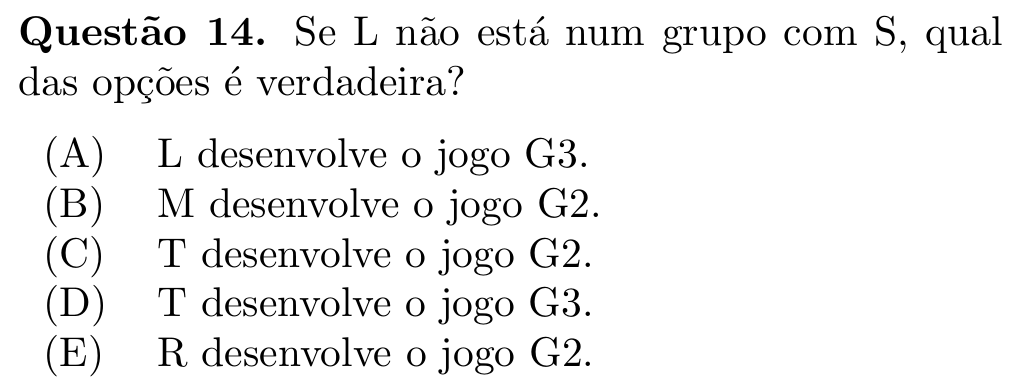 Questão 14. Se L não está num grupo com S, qual
das opções é verdadeira?
(A) L desenvolve o jogo G3.
(B) M desenvolve o jogo G2.
(C) T desenvolve o jogo G2.
(D) T desenvolve o jogo G3.
(E) R desenvolve o jogo G2.